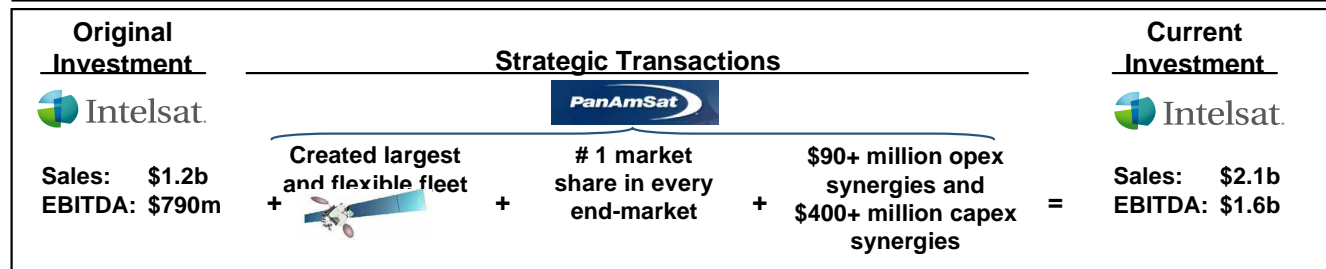 Original
Investment
Strategic Transactions
Current
Investment
Intelsat.
PanAmSat
Intelsat.
Sales: $1.2b
EBITDA: $790m
+
Created largest
and flexible fleet
+
# 1 market
share in every
end-market
+
$90+ million opex
synergies and
$400+ million capex
synergies
=
Sales: $2.1b
EBITDA: $1.6b